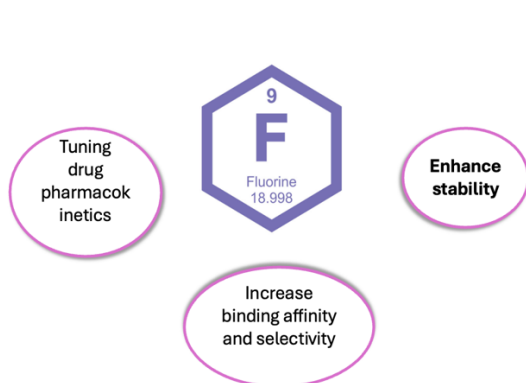 9
F
Fluorine
18.998
Tuning
drug
pharmacok
inetics
Enhance
stability
Increase
binding affinity
and selectivity